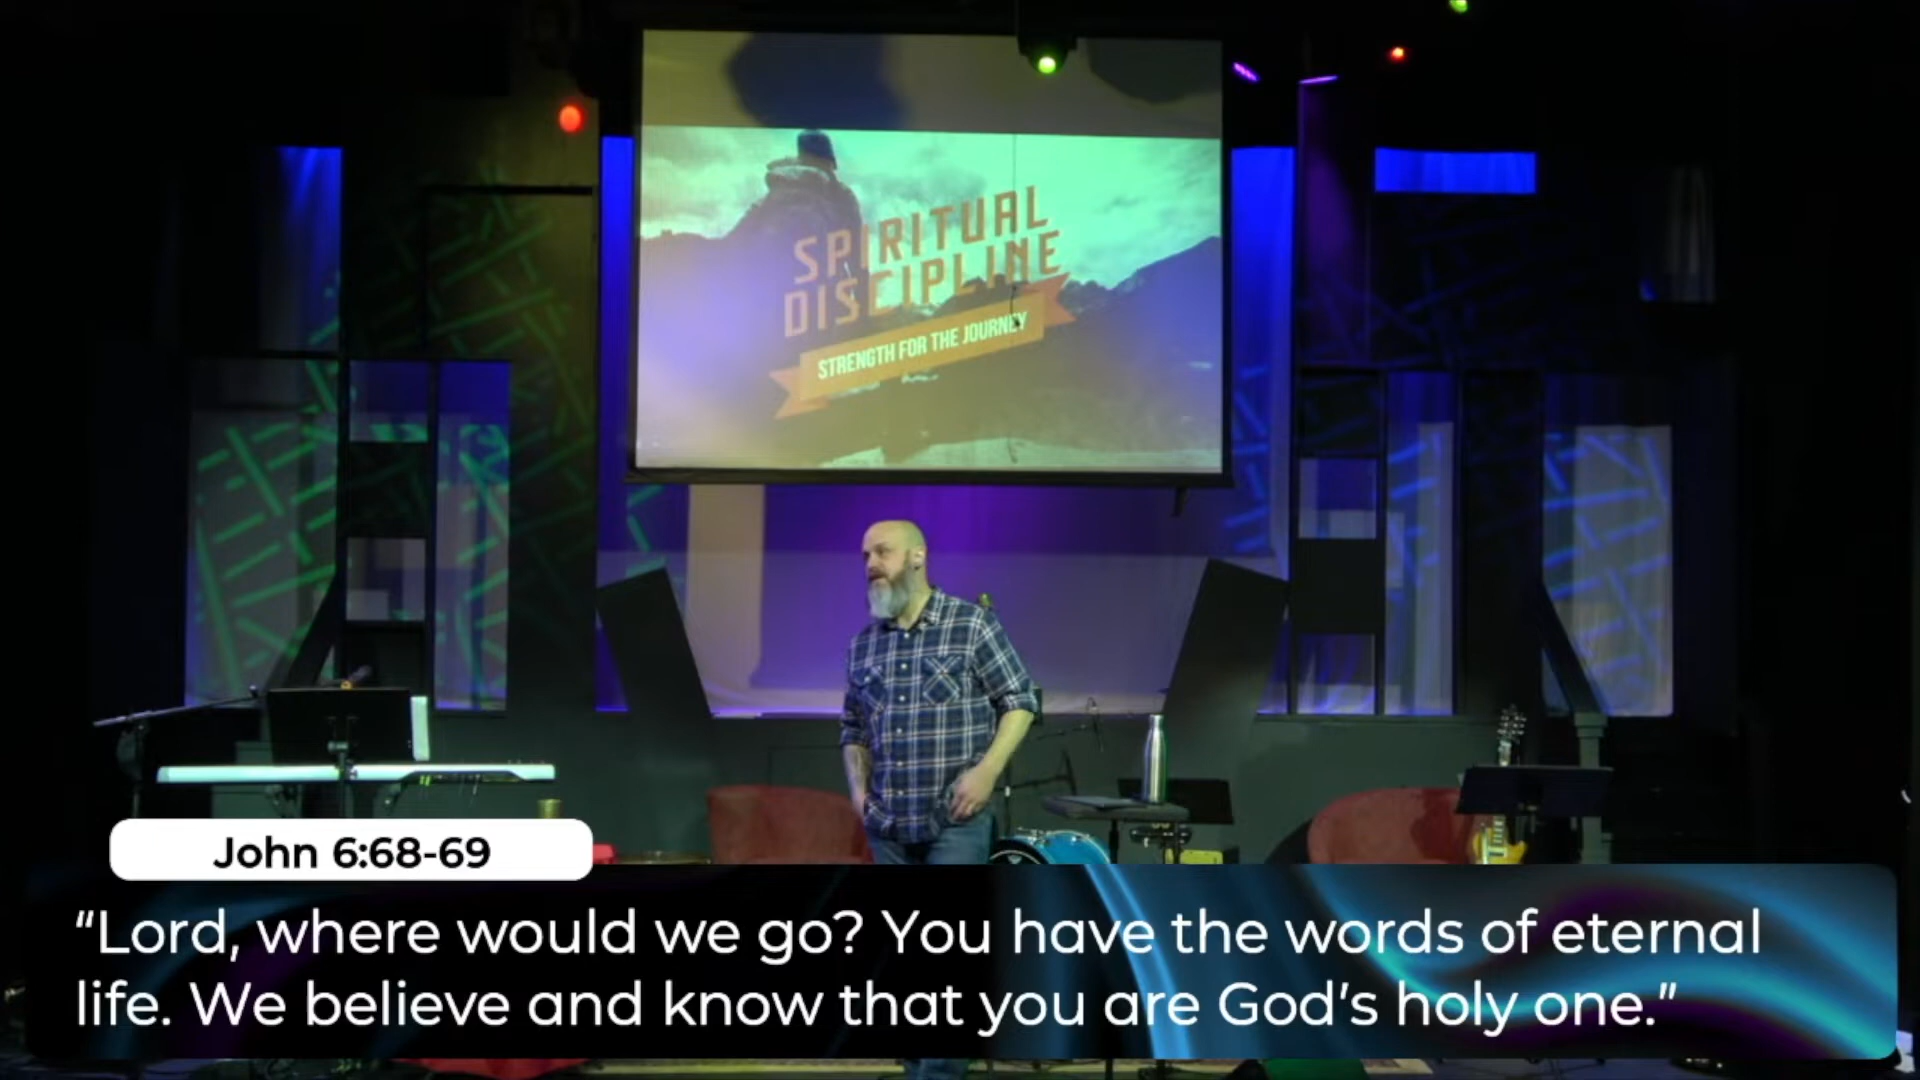 SPIRITUAL
DISCIPLINE
STRENGTH FOR THE JOURNEY
John 6:68-69
“Lord, where would we go? You have the words of eternal
life. We believe and know that you are God’s holy one.”